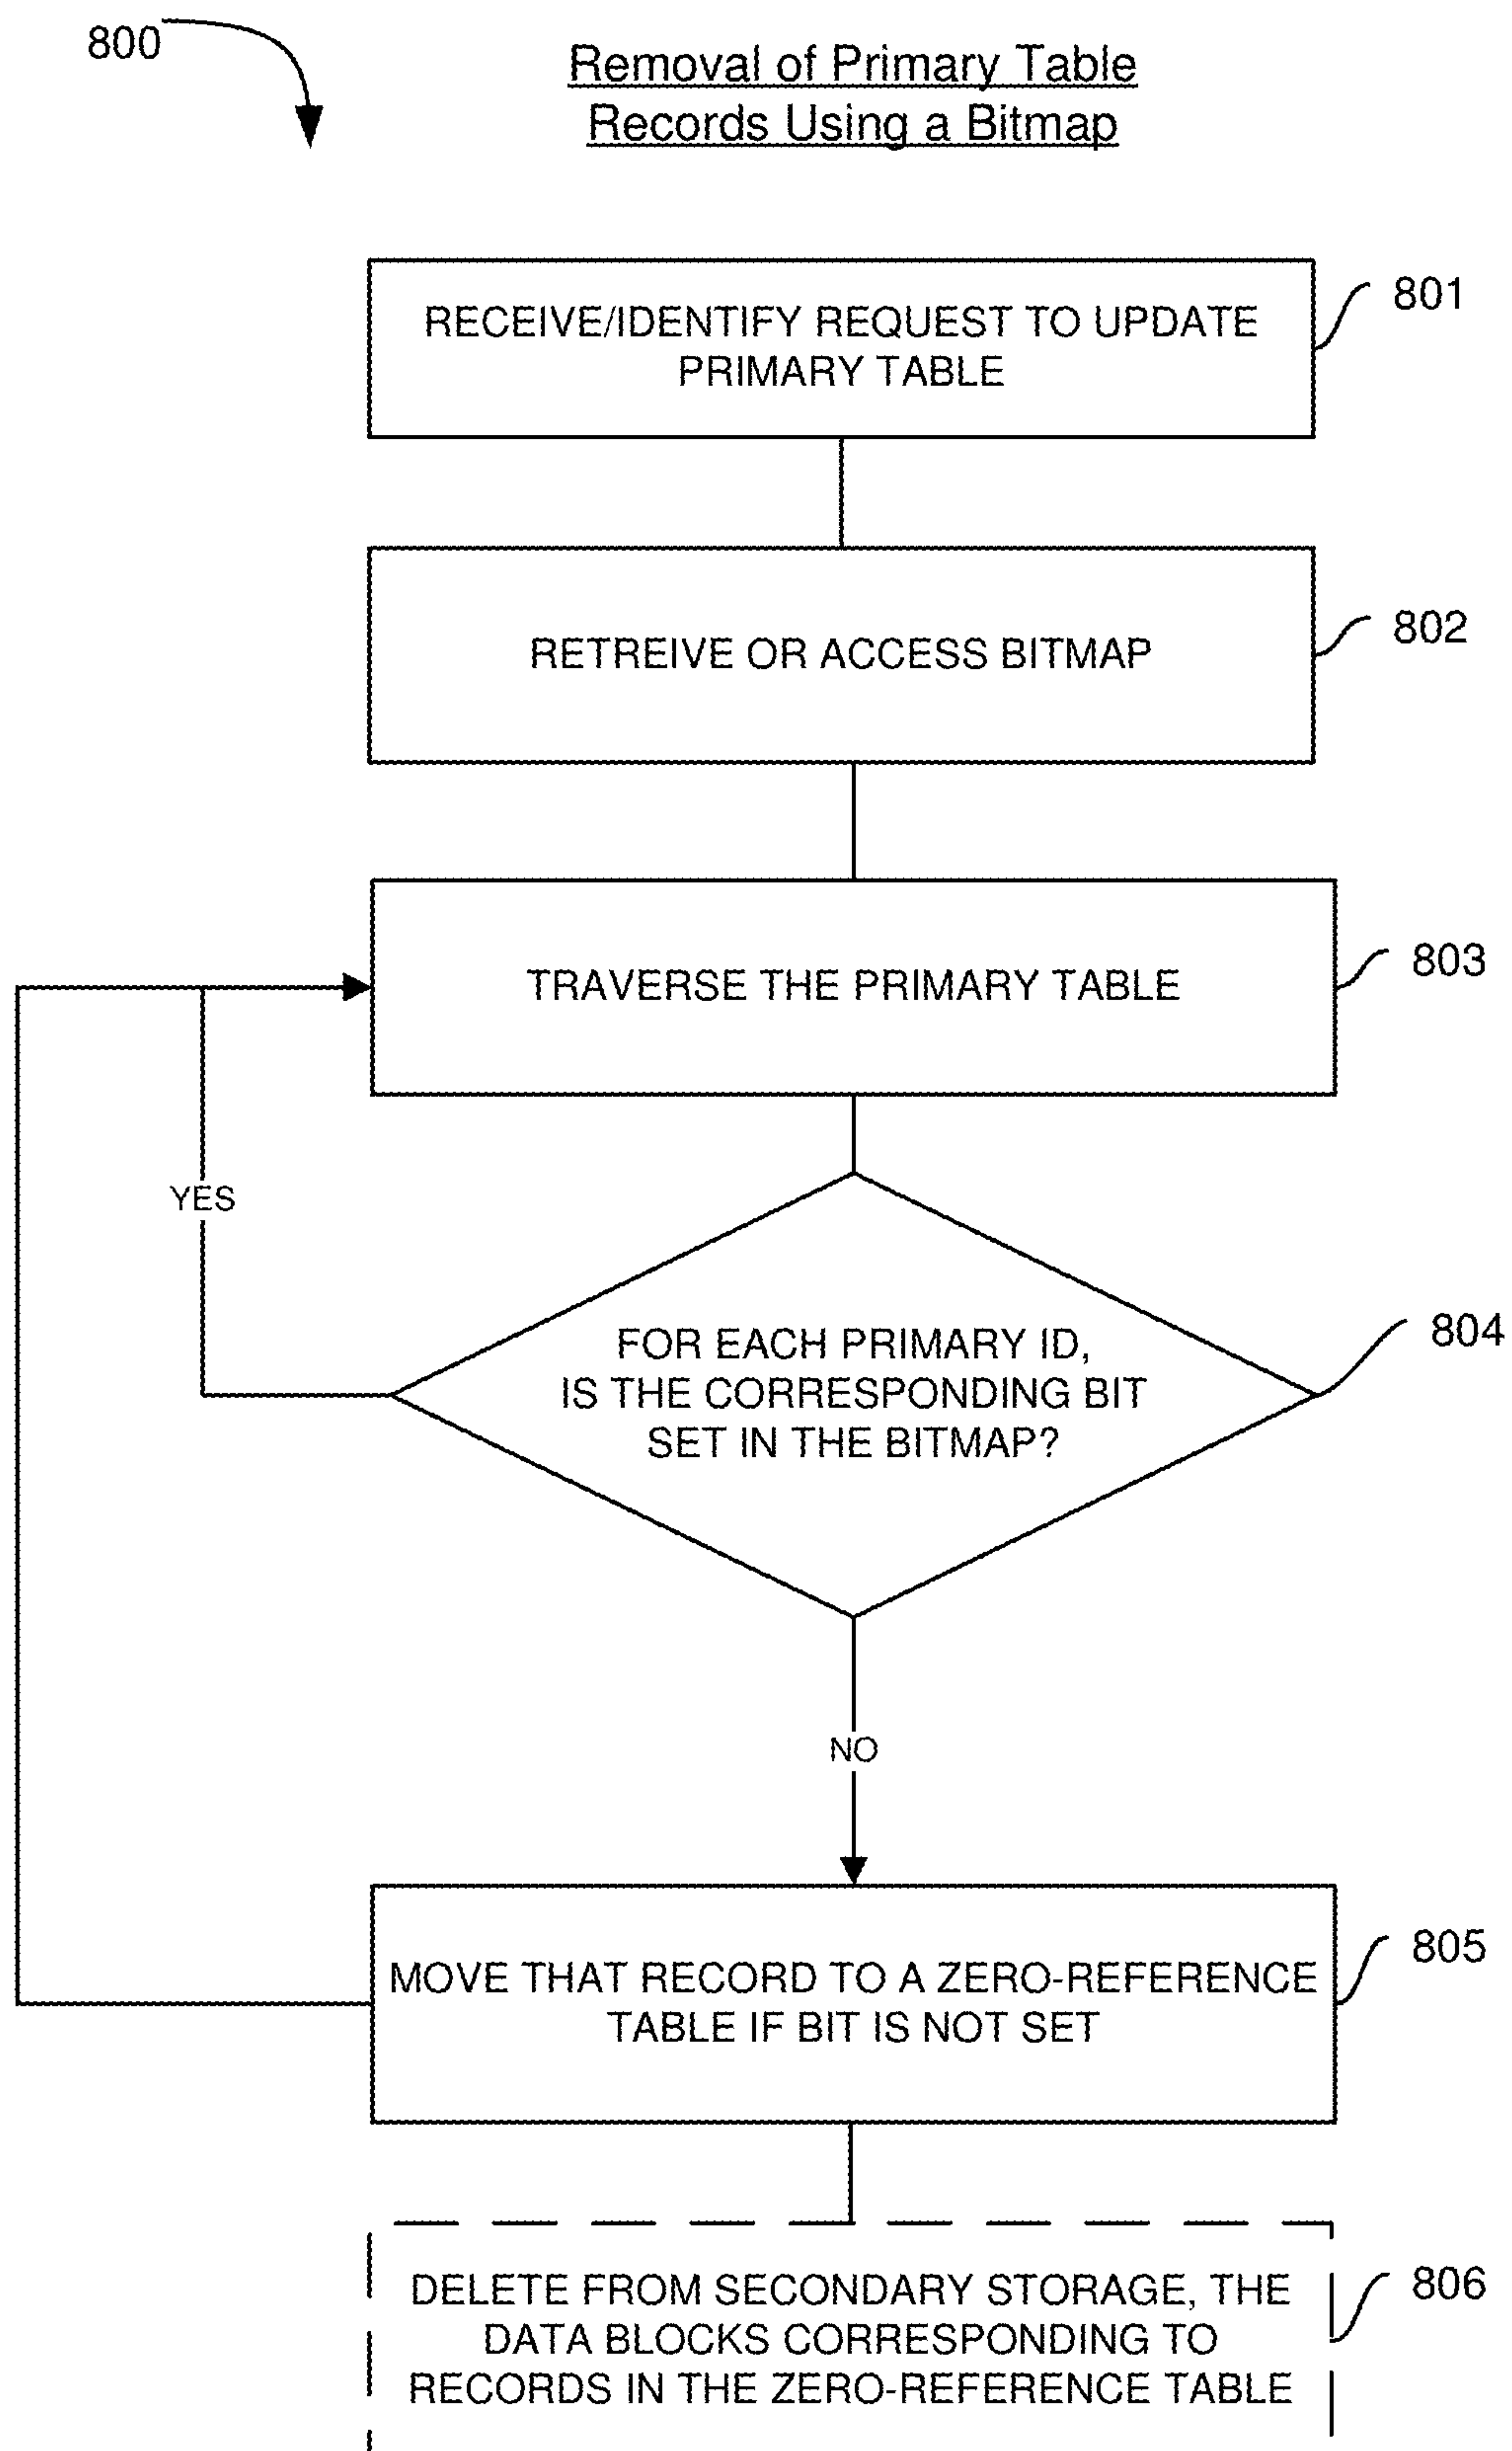 800
Removal of Primary Table
Records Using a Bitmap
RECEIVE/IDENTIFY REQUEST TO UPDATE
PRIMARY TABLE
801
RETREIVE OR ACCESS BITMAP
802
TRAVERSE THE PRIMARY TABLE
803
YES
FOR EACH PRIMARY ID,
IS THE CORRESPONDING BIT
SET IN THE BITMAP?
804
NO
MOVE THAT RECORD TO A ZERO-REFERENCE
TABLE IF BIT IS NOT SET
805
DELETE FROM SECONDARY STORAGE, THE
DATA BLOCKS CORRESPONDING TO
RECORDS IN THE ZERO-REFERENCE TABLE
806